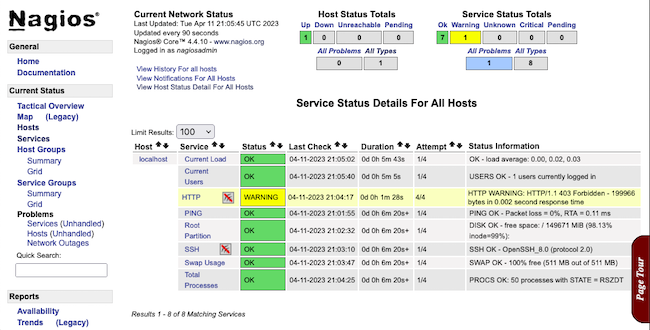 Nagios®
General
Home
Documentation
Current Status
Tactical Overview
Map (Legacy)
Hosts
Services
Host Groups
Summary
Grid
Service Groups
Summary
Grid
Problems
Services (Unhandled)
Hosts (Unhandled)
Network Outages
Quick Search:
Reports
Availability
Trends (Legacy)
Current Network Status
Last Updated: Tue Apr 11 21:05:45 UTC 2023
Updated every 90 seconds
Nagios® Core™ 4.4.10 - www.nagios.org
Logged in as nagiosadmin
View History For all hosts
View Notifications For All Hosts
View Host Status Detail For All Hosts
Host Status Totals
Up Down Unreachable Pending
1 0 0 0
All Problems All Types
0 1
Service Status Totals
Ok Warning Unknown Critical Pending
7 1 0 0 0
All Problems All Types
1 8
Service Status Details For All Hosts
Limit Results: 100
Host Service Status Last Check Duration Attempt Status Information
localhost Current Load OK 04-11-2023 21:05:02 0d 0h 5m 43s 1/4 OK - load average: 0.00, 0.02, 0.03
Current Users OK 04-11-2023 21:05:40 0d 0h 5m 5s 1/4 USERS OK - 1 users currently logged in
HTTP WARNING 04-11-2023 21:04:17 0d 0h 1m 28s 4/4 HTTP WARNING: HTTP/1.1 403 Forbidden - 199966 bytes in 0.002 second response time
PING OK 04-11-2023 21:01:55 0d 0h 6m 20s+ 1/4 PING OK - Packet loss = 0%, RTA = 0.11 ms
Root Partition OK 04-11-2023 21:02:32 0d 0h 6m 20s+ 1/4 DISK OK - free space: / 149671 MiB (98.13% inode=99%):
SSH OK 04-11-2023 21:03:10 0d 0h 6m 20s+ 1/4 SSH OK - OpenSSH_8.0 (protocol 2.0)
Swap Usage OK 04-11-2023 21:03:47 0d 0h 6m 20s+ 1/4 SWAP OK - 100% free (511 MB out of 511 MB)
Total Processes OK 04-11-2023 21:04:25 0d 0h 6m 20s+ 1/4 PROCS OK: 50 processes with STATE = RSZDT
Results 1 - 8 of 8 Matching Services
Page Tour